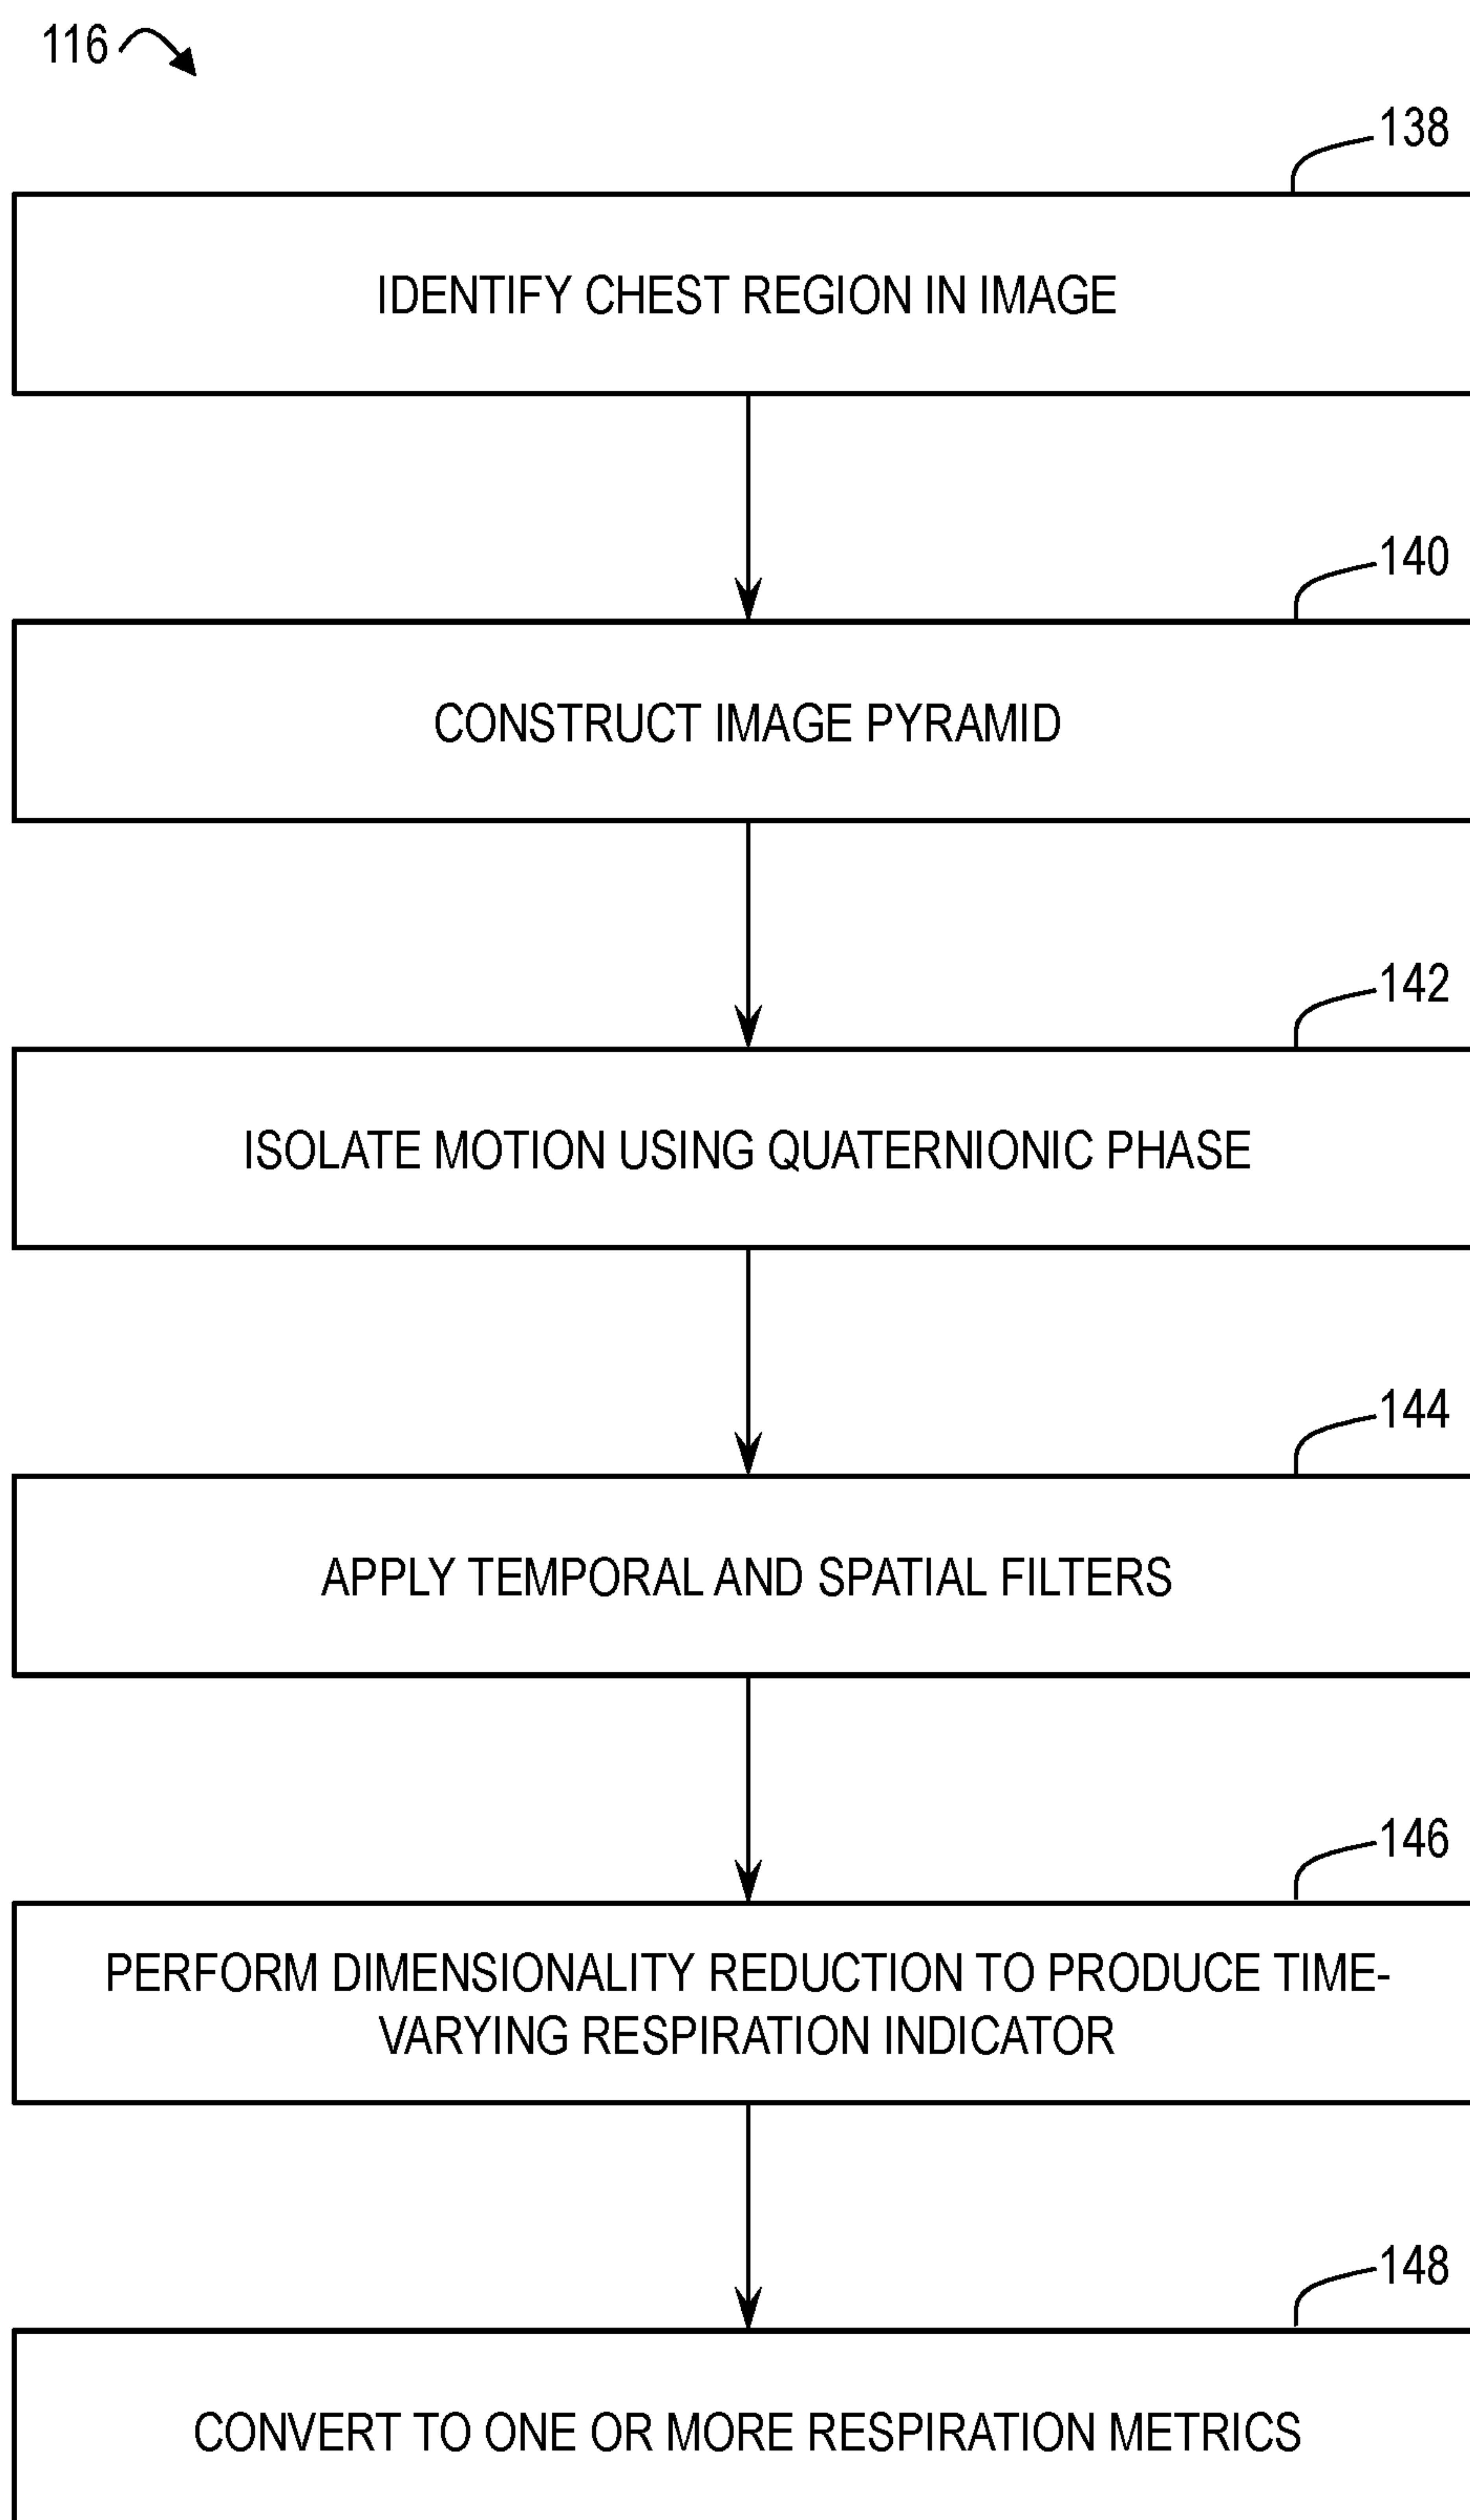 116
138
IDENTIFY CHEST REGION IN IMAGE
140
CONSTRUCT IMAGE PYRAMID
142
ISOLATE MOTION USING QUATERNIONIC PHASE
144
APPLY TEMPORAL AND SPATIAL FILTERS
146
PERFORM DIMENSIONALITY REDUCTION TO PRODUCE TIME-
VARYING RESPIRATION INDICATOR
148
CONVERT TO ONE OR MORE RESPIRATION METRICS